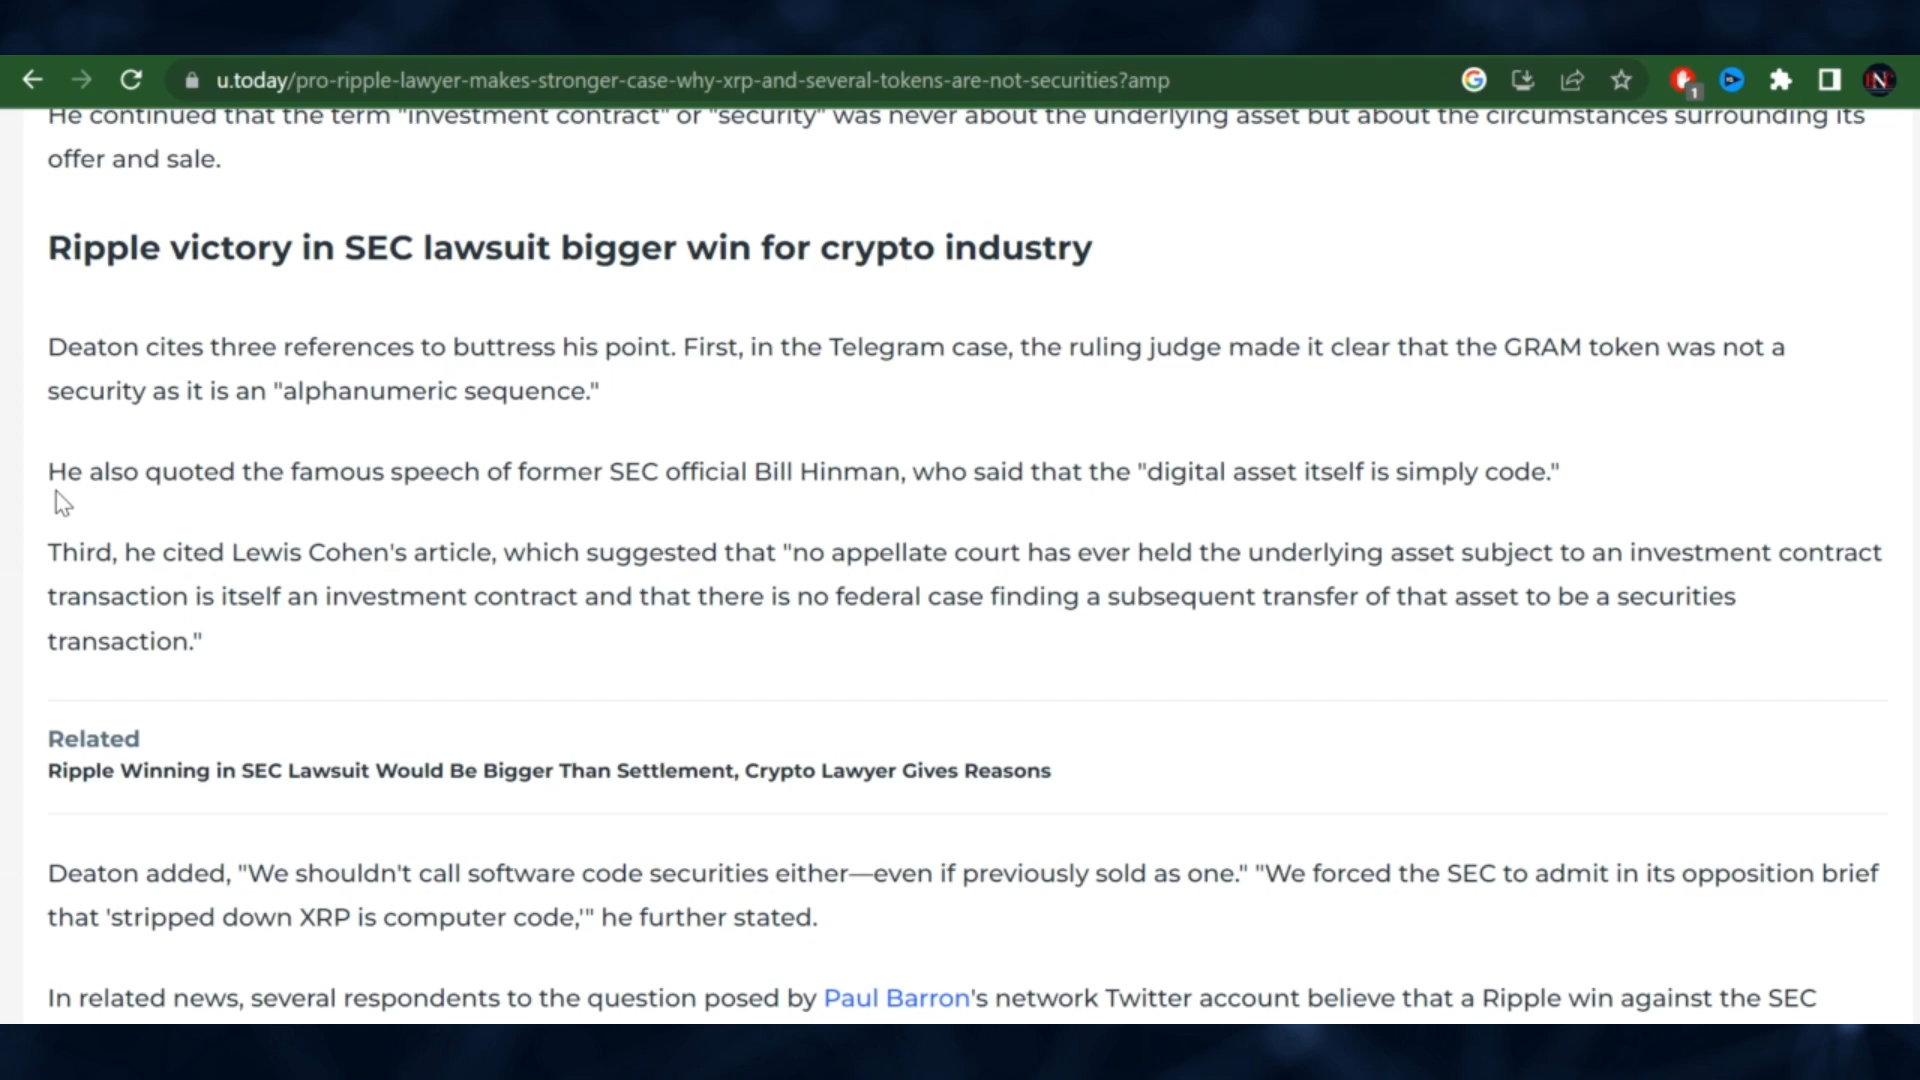 u.today/pro-ripple-lawyer-makes-stronger-case-why-xrp-and-several-tokens-are-not-securities?amp
1
N
He continued that the term "investment contract" or "security" was never about the underlying asset but about the circumstances surrounding its
offer and sale.
Ripple victory in SEC lawsuit bigger win for crypto industry
Deaton cites three references to buttress his point. First, in the Telegram case, the ruling judge made it clear that the GRAM token was not a
security as it is an "alphanumeric sequence."
He also quoted the famous speech of former SEC official Bill Hinman, who said that the "digital asset itself is simply code."
Third, he cited Lewis Cohen's article, which suggested that "no appellate court has ever held the underlying asset subject to an investment contract
transaction is itself an investment contract and that there is no federal case finding a subsequent transfer of that asset to be a securities
transaction."
Related
Ripple Winning in SEC Lawsuit Would Be Bigger Than Settlement, Crypto Lawyer Gives Reasons
Deaton added, "We shouldn't call software code securities either—even if previously sold as one." "We forced the SEC to admit in its opposition brief
that 'stripped down XRP is computer code,'" he further stated.
In related news, several respondents to the question posed by Paul Barron's network Twitter account believe that a Ripple win against the SEC